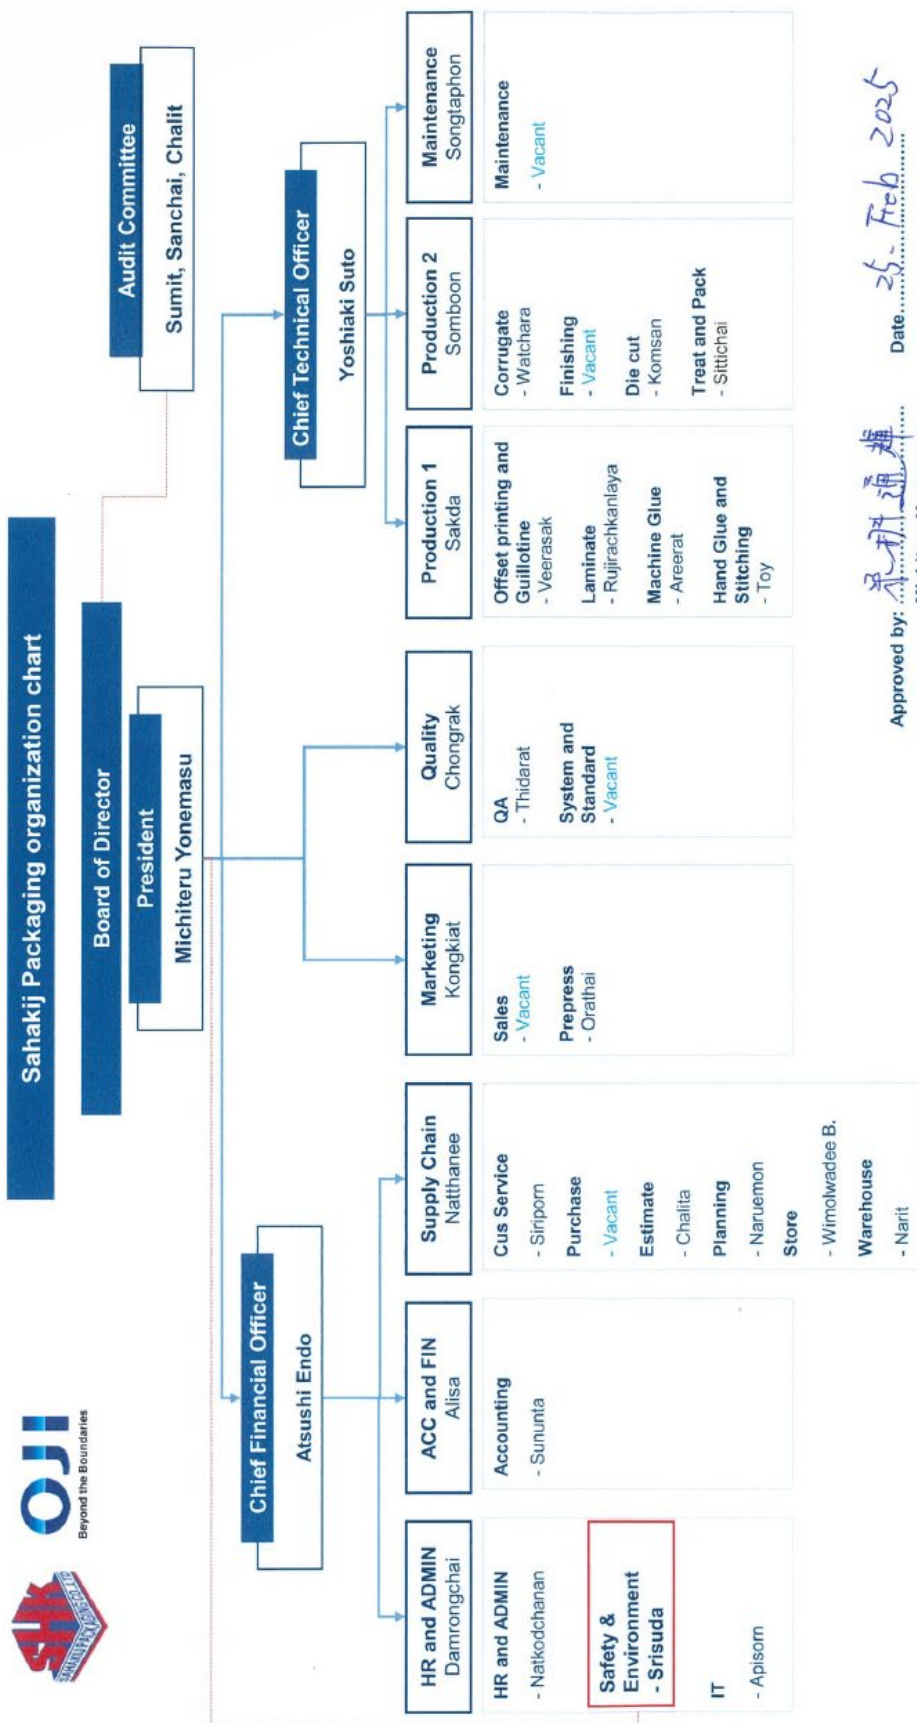 SHK
SAHAKIJ PACKAGING CO.,LTD
OJI
Beyond the Boundaries
Sahakij Packaging organization chart
Board of Director
President
Michiteru Yonemasu
Audit Committee
Sumit, Sanchai, Chalit
Chief Financial Officer
Atsushi Endo
Chief Technical Officer
Yoshiaki Suto
HR and ADMIN
Damrongchai
HR and ADMIN
- Natkodchanan
Safety &
Environment
- Srisuda
IT
- Apisorn
ACC and FIN
Alisa
Accounting
- Sununta
Supply Chain
Natthanee
Cus Service
- Siriporn
Purchase
- Vacant
Estimate
- Chalita
Planning
- Naruemon
Store
- Wimolwadee B.
Warehouse
- Narit
Marketing
Kongkiat
Sales
- Vacant
Prepress
- Orathai
Quality
Chongrak
QA
- Thidarat
System and
Standard
- Vacant
Production 1
Sakda
Offset printing and
Guillotine
- Veerasak
Laminate
- Rujirachkanlaya
Machine Glue
- Areerat
Hand Glue and
Stitching
- Toy
Production 2
Somboon
Corrugate
- Watchara
Finishing
- Vacant
Die cut
- Komsan
Treat and Pack
- Sittichai
Maintenance
Songtaphon
Maintenance
- Vacant
Approved by: Date 25- Feb 2025